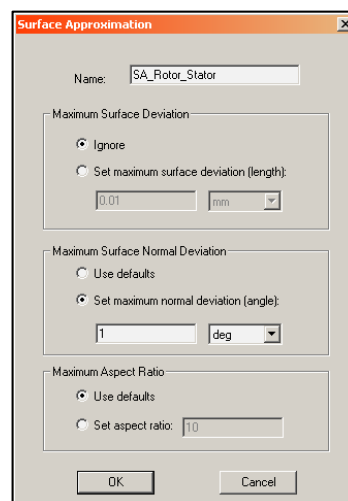 Surface Approximation
Name: SA_Rotor_Stator
Maximum Surface Deviation
Ignore
Set maximum surface deviation (length):
0.01 mm
Maximum Surface Normal Deviation
Use defaults
Set maximum normal deviation (angle):
1 deg
Maximum Aspect Ratio
Use defaults
Set aspect ratio: 10
OK Cancel